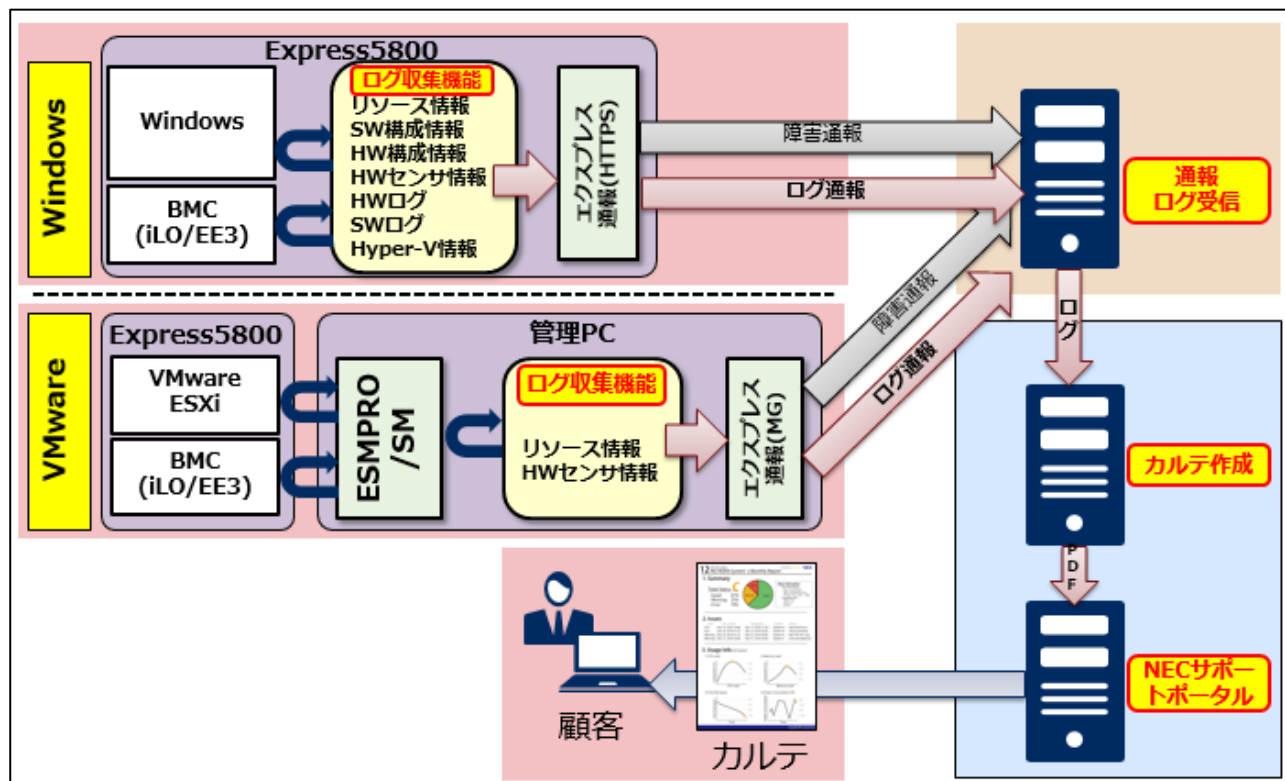 Express5800
Windows
Windows
BMC
(iLO/EE3)
ログ収集機能
リソース情報
SW構成情報
HW構成情報
HWセンサ情報
HWログ
SWログ
Hyper-V情報
エクスプレス
通報(HTTPS)
障害通報
ログ通報
通報
ログ受信
VMware
Express5800
VMware
ESXi
BMC
(iLO/EE3)
管理PC
ESMPRO
/SM
ログ収集機能
リソース情報
HWセンサ情報
エクスプレス
通報(MG)
障害通報
ログ通報
ログ
カルテ作成
PDF
NECサポー
トポータル
顧客
カルテ
12
1. Summary